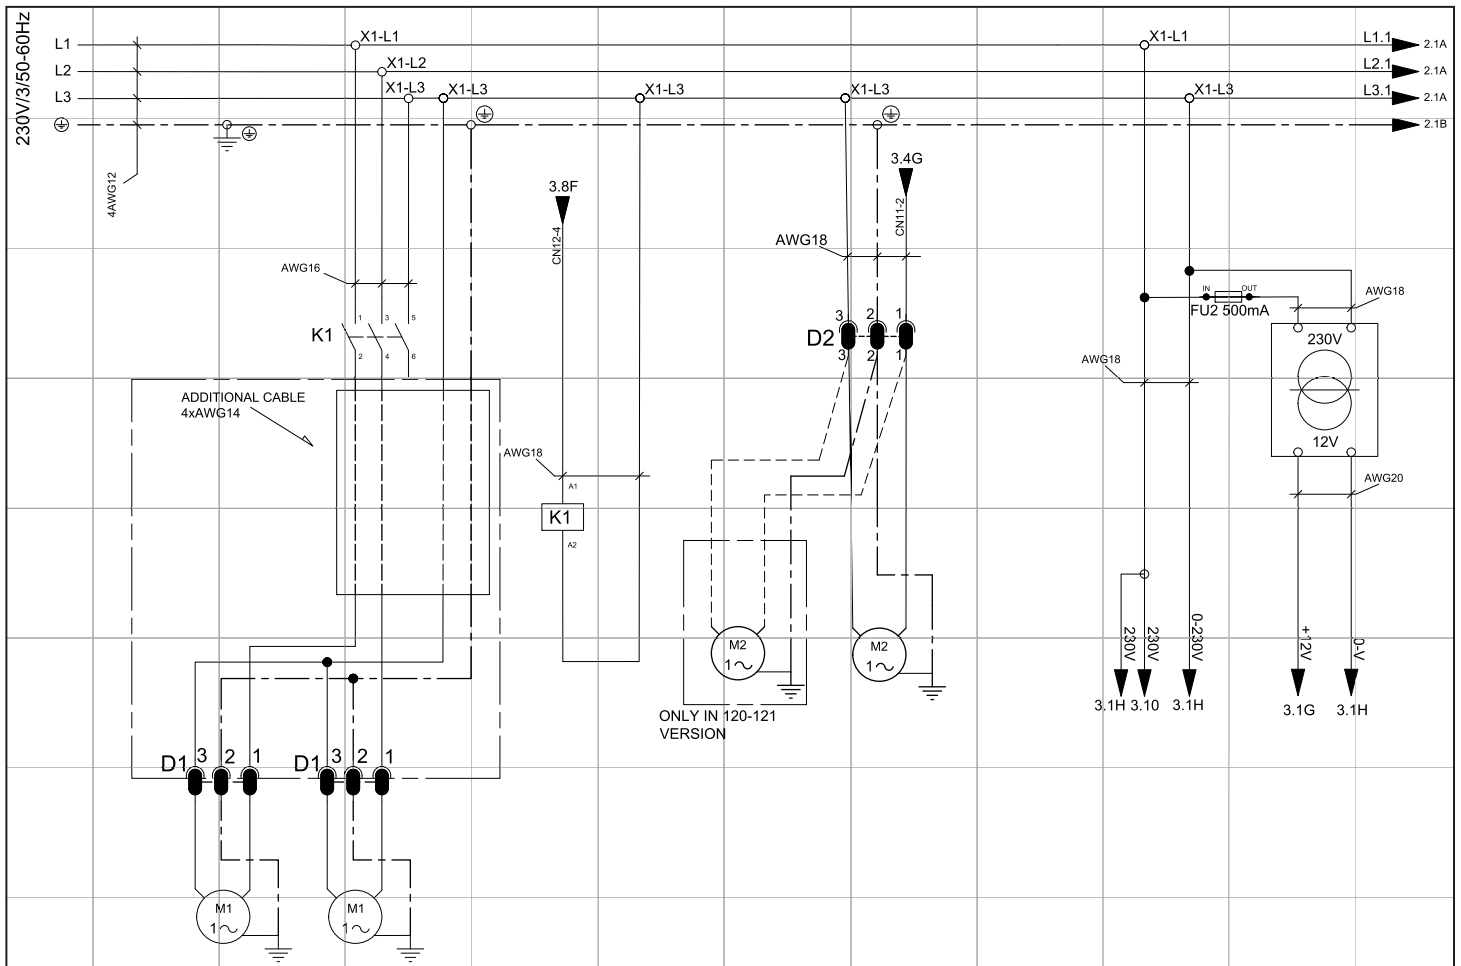 230V/3/50-60Hz
L1
X1-L1
X1-L1
L1.1
2.1A
L2
X1-L2
L2.1
2.1A
L3
X1-L3
X1-L3
X1-L3
X1-L3
X1-L3
L3.1
2.1A
2.1B
4AWG12
3.8F
CN12-4
3.4G
CN11-2
AWG18
AWG16
K1
1
3
5
2
4
6
D2
3
2
1
3
2
1
IN
OUT
FU2 500mA
AWG18
230V
12V
AWG18
AWG20
ADDITIONAL CABLE
4xAWG14
AWG18
A1
K1
A2
M2
1
M2
1
ONLY IN 120-121
VERSION
230V
230V
0-230V
+12V
0-V
3.1H
3.10
3.1H
3.1G
3.1H
D1
3
2
1
D1
3
2
1
M1
1
M1
1